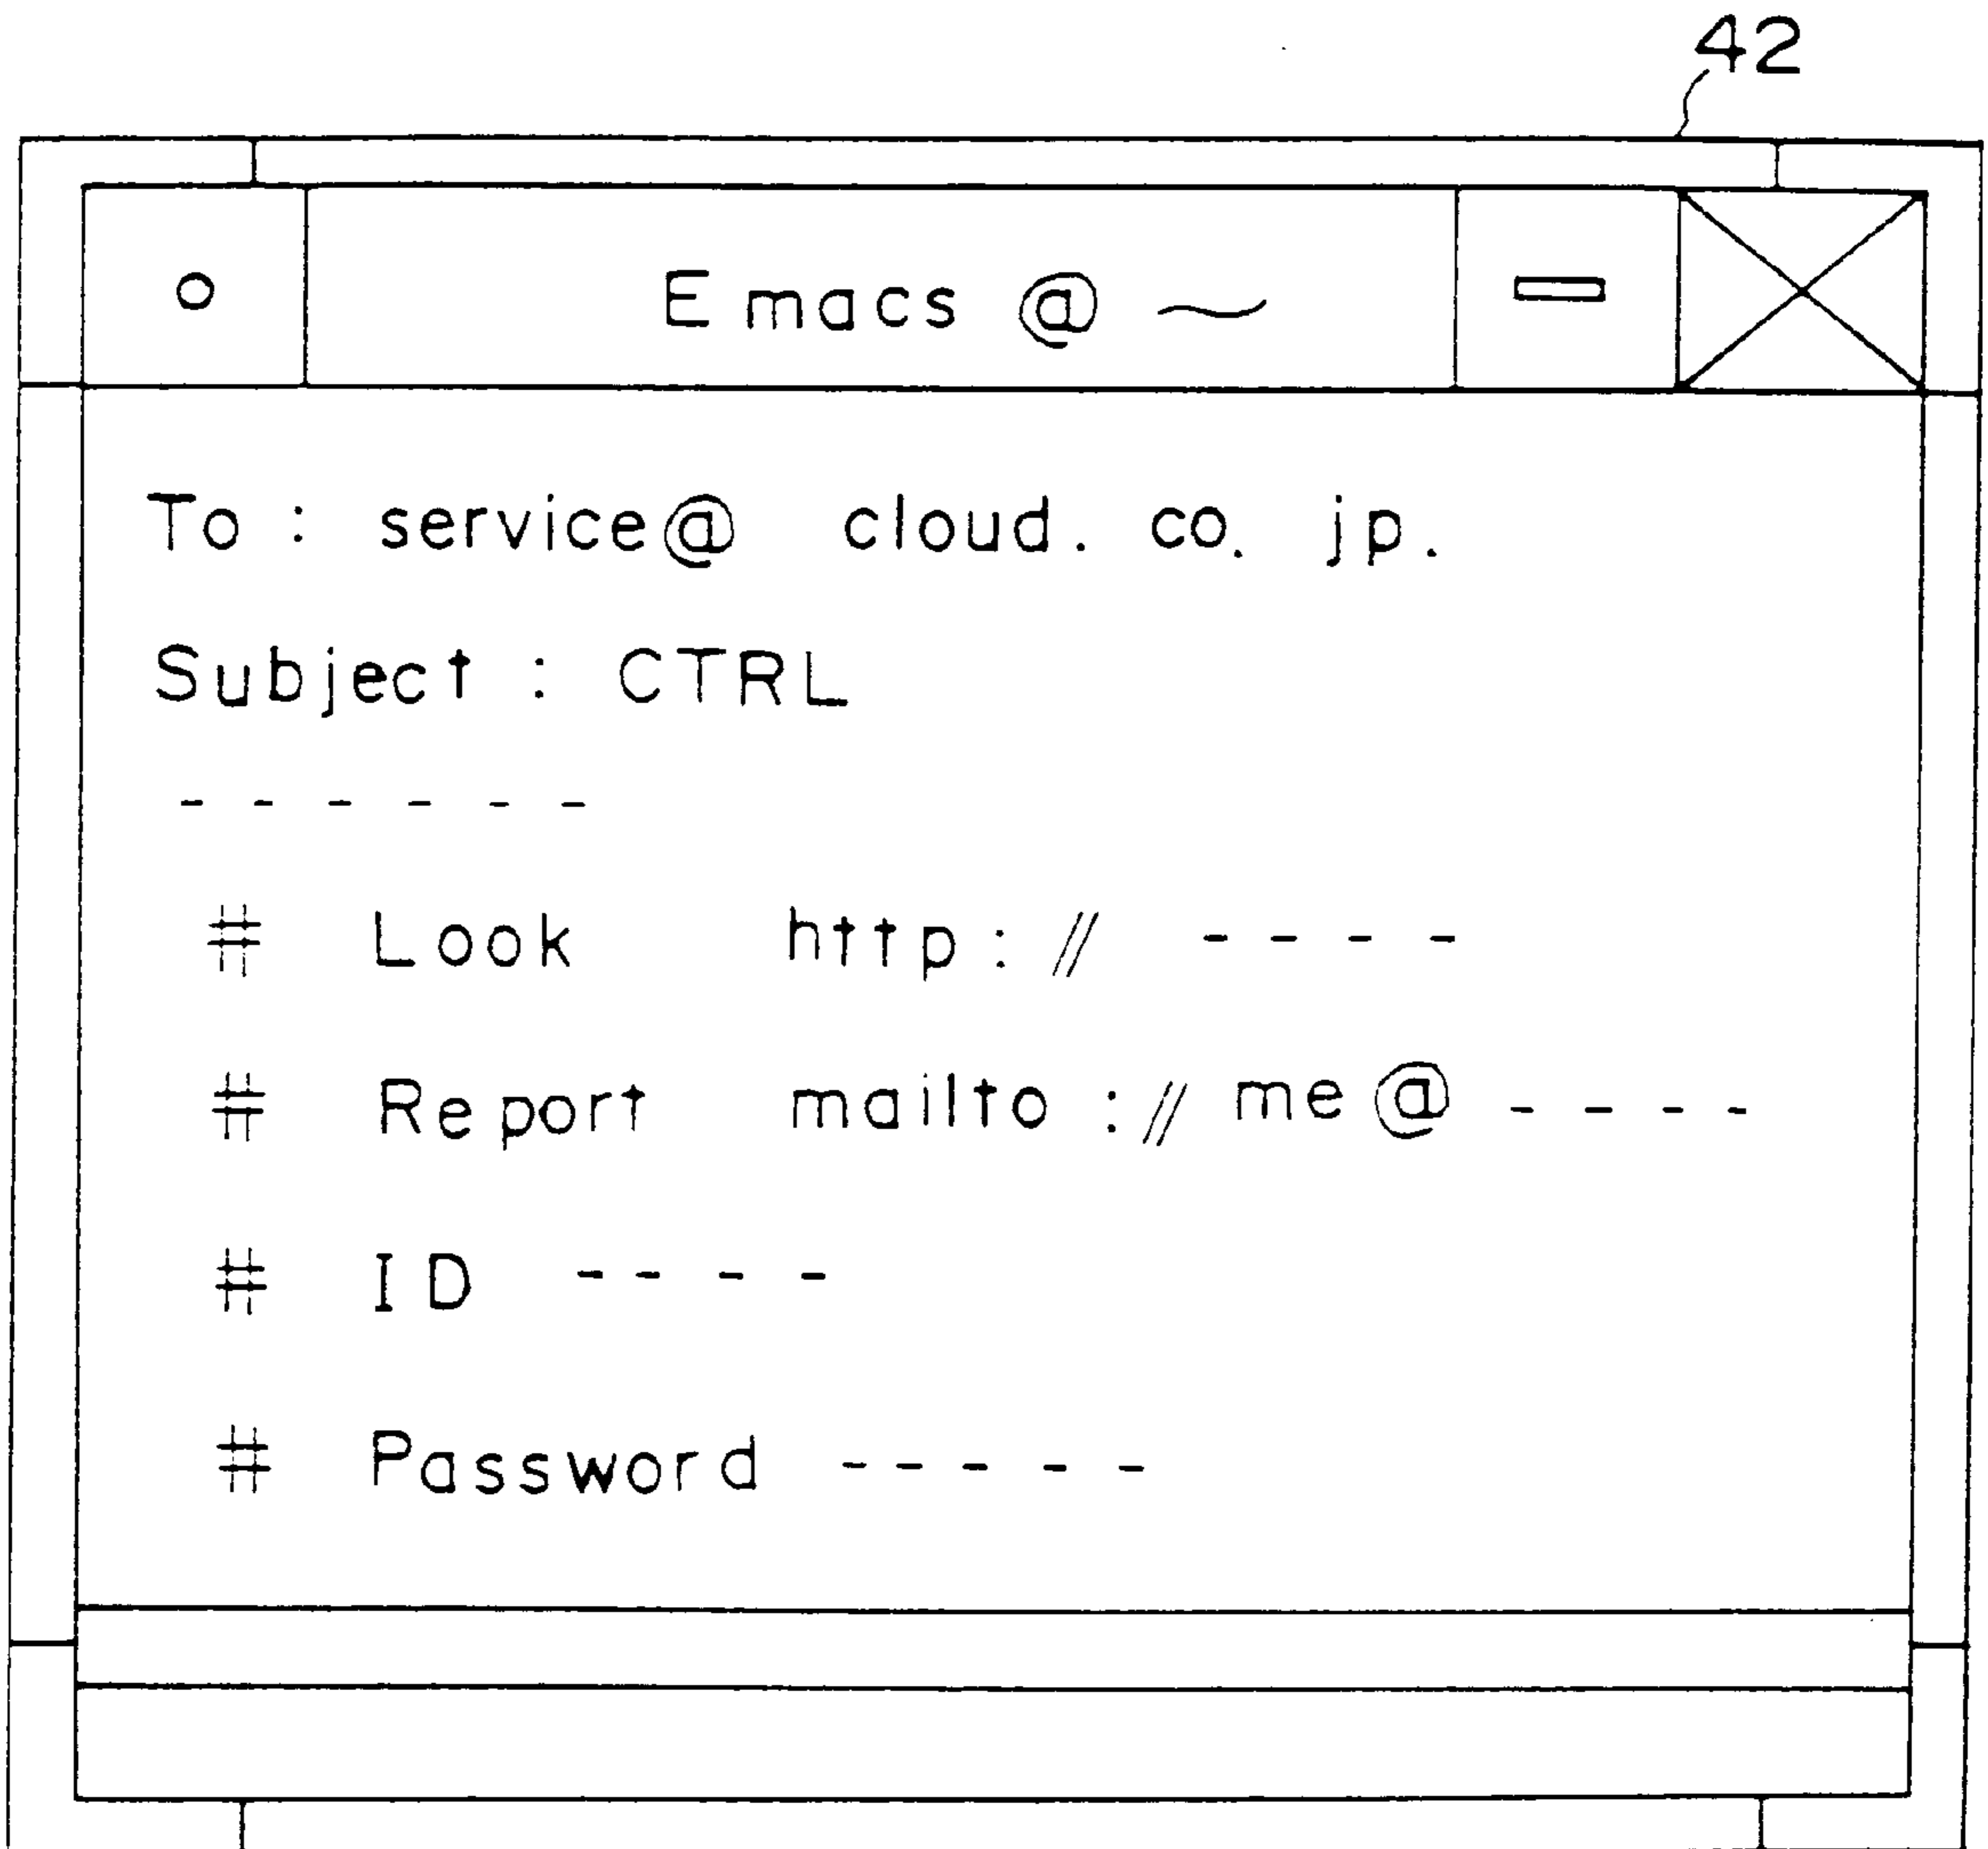 42
Emacs @ ~
To : service@ cloud. co. jp.
Subject : CTRL
- - - - - -
# Look http : // - - - -
# Report mailto : // me @ - - - -
# ID - - - -
# Password - - - - -